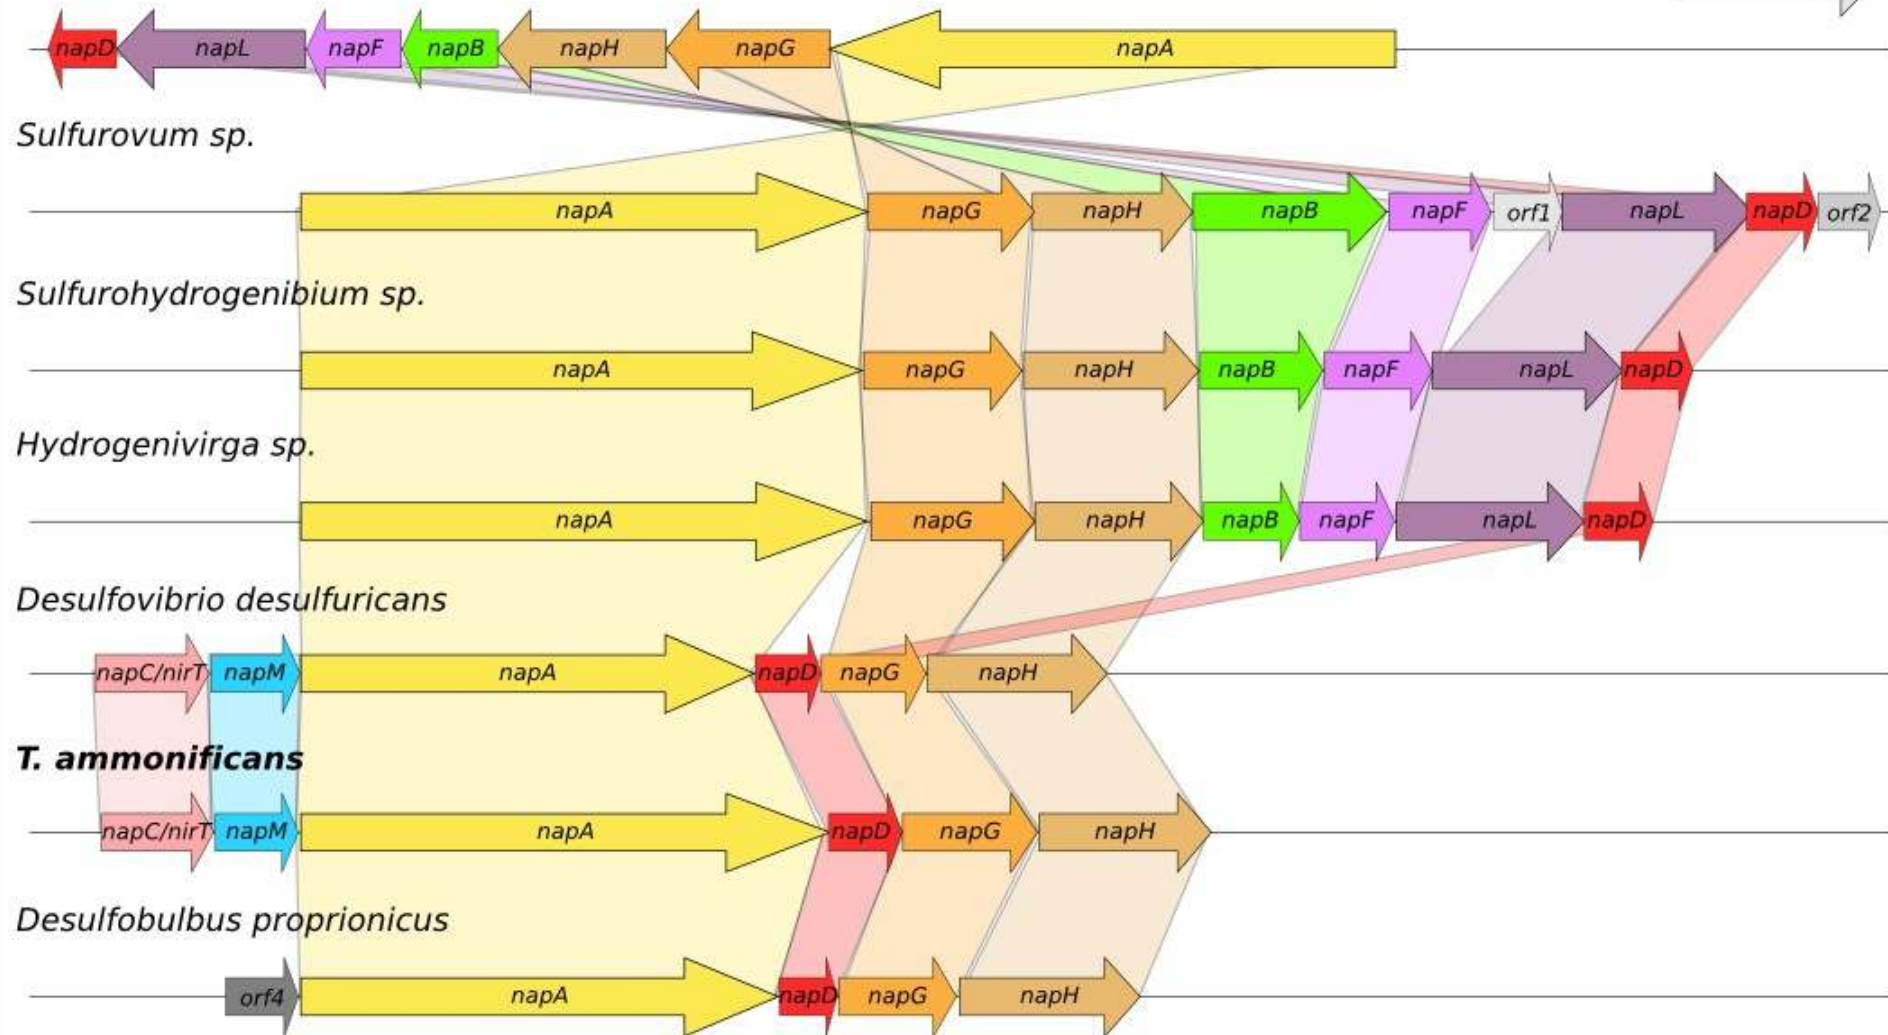 napD napL napF napB napH napG napA
Sulfurovum sp.
napA napG napH napB napF orf1 napL napD orf2
Sulfurohydrogenibium sp.
napA napG napH napB napF napL napD
Hydrogenivirga sp.
napA napG napH napB napF napL napD
Desulfovibrio desulfuricans
napC/nirT napM napA napD napG napH
T. ammonificans
napC/nirT napM napA napD napG napH
Desulfobulbus proprionicus
orf4 napA napD napG napH